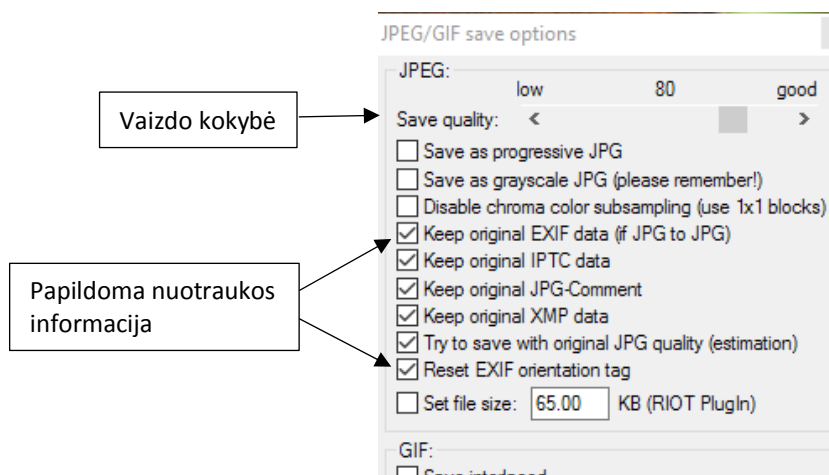 JPEG/GIF save options
JPEG:
low 80 good
Vaizdo kokybė
Save quality:
Save as progressive JPG
Save as grayscale JPG (please remember!)
Disable chroma color subsampling (use 1x1 blocks)
Keep original EXIF data (if JPG to JPG)
Keep original IPTC data
Papildoma nuotraukos
informacija
Keep original JPG-Comment
Keep original XMP data
Try to save with original JPG quality (estimation)
Reset EXIF orientation tag
Set file size: 65.00 KB (RIOT PlugIn)
GIF: